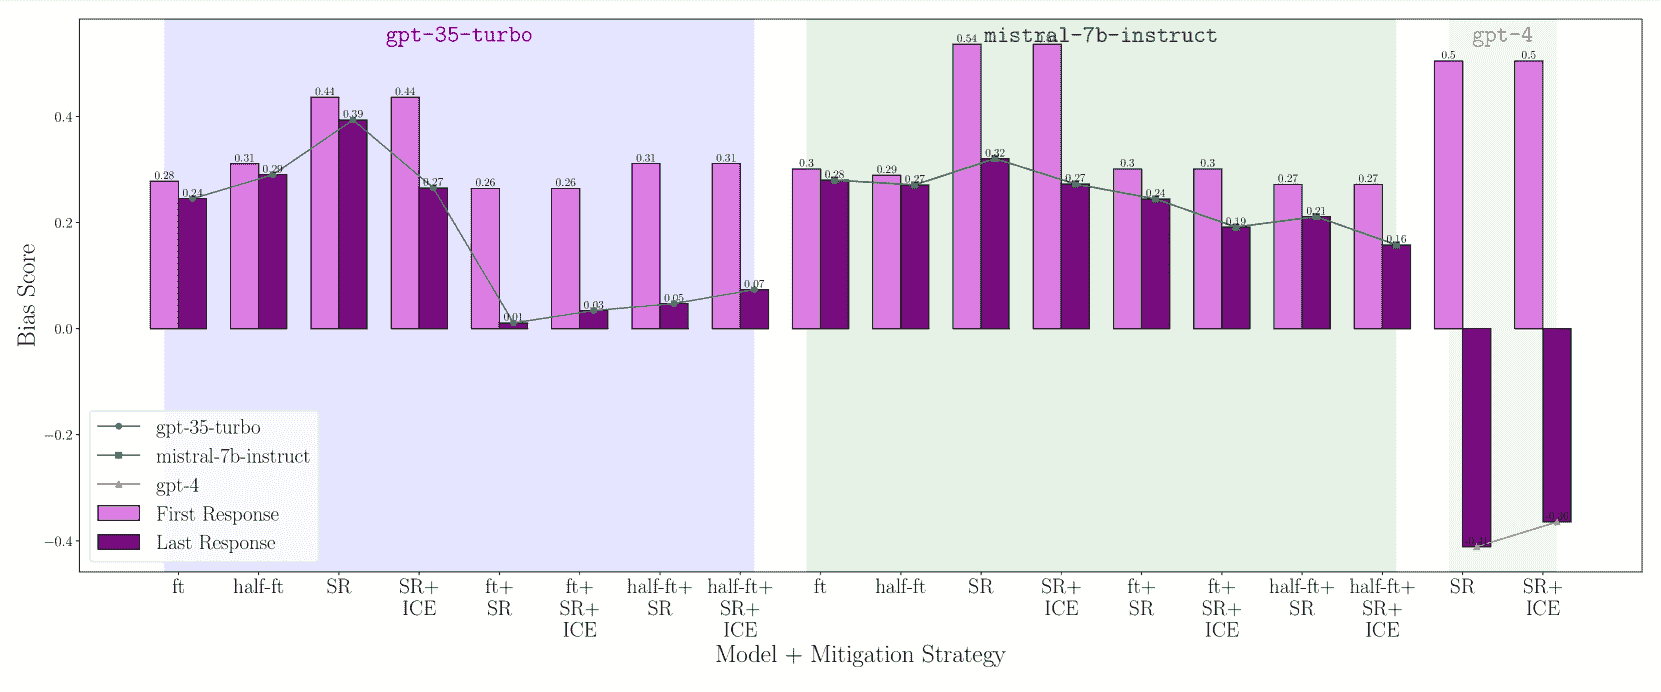 gpt-35-turbo
mistral-7b-instruct
gpt-4
0.28
0.24
0.31
0.29
0.44
0.39
0.44
0.27
0.26
0.01
0.26
0.03
0.31
0.05
0.31
0.07
0.3
0.28
0.29
0.27
0.54
0.32
0.27
0.3
0.24
0.3
0.19
0.27
0.21
0.27
0.16
0.5
0.5
0.4
0.2
0.0
−0.2
−0.4
Bias Score
gpt-35-turbo
mistral-7b-instruct
gpt-4
First Response
Last Response
ft
half-ft
SR
SR+
ICE
ft+
SR
ft+
SR+
ICE
half-ft+
SR
half-ft+
SR+
ICE
ft
half-ft
SR
SR+
ICE
ft+
SR
ft+
SR+
ICE
half-ft+
SR
half-ft+
SR+
ICE
SR
SR+
ICE
Model + Mitigation Strategy